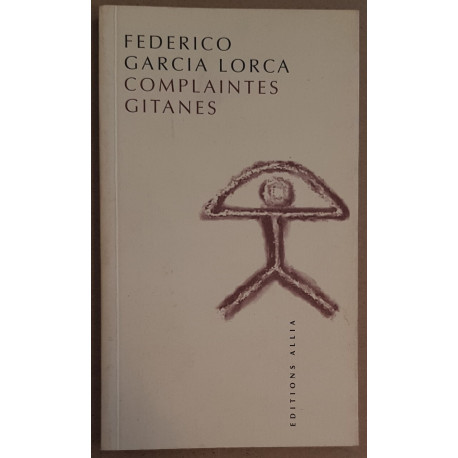 FEDERICO
GARCIA LORCA
COMPLAINTES
GITANES
EDITIONS ALLIA